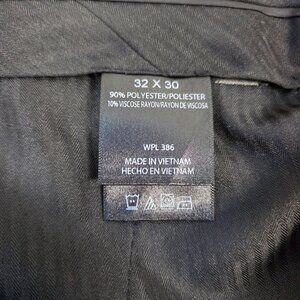 32 X 30
90% POLYESTER/POLIESTER
10% VISCOSE RAYON/RAYON DE VISCOSA
WPL 386
MADE IN VIETNAM
HECHO EN VIETNAM